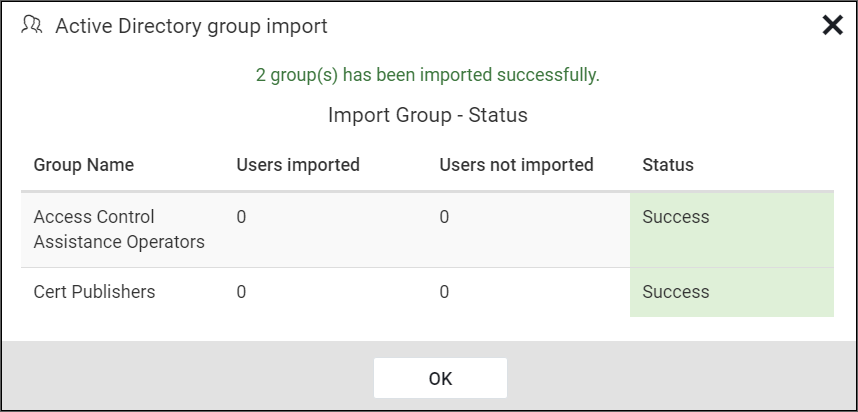 Active Directory group import
2 group(s) has been imported successfully.
Import Group - Status
Group Name Users imported Users not imported Status
Access Control
Assistance Operators 0 0 Success
Cert Publishers 0 0 Success
OK